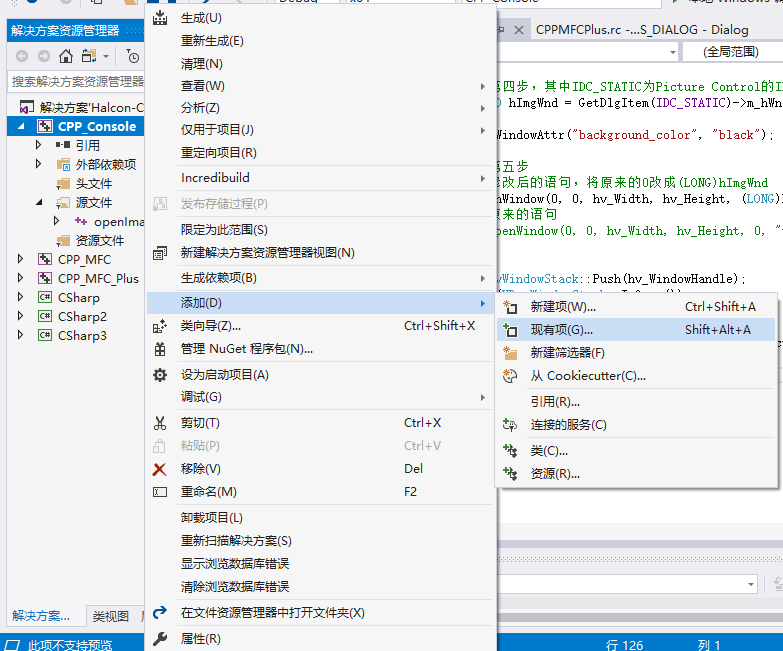 解决方案资源管理器
搜索解决方案资源管理器
解决方案'Halcon-C
CPP_Console
引用
外部依赖项
头文件
源文件
openIma
资源文件
CPP_MFC
CPP_MFC_Plus
CSharp
CSharp2
CSharp3
解决方案...
类视图
此项不支持预览
生成(U)
重新生成(E)
清理(N)
查看(W)
分析(Z)
仅用于项目(J)
重定向项目(R)
Incredibuild
发布存储过程(P)
限定为此范围(S)
新建解决方案资源管理器视图(N)
生成依赖项(B)
添加(D)
类向导(Z)... Ctrl+Shift+X
管理 NuGet 程序包(N)...
设为启动项目(A)
调试(G)
剪切(T) Ctrl+X
粘贴(P) Ctrl+V
移除(V) Del
重命名(M) F2
卸载项目(L)
重新扫描解决方案(S)
显示浏览数据库错误
清除浏览数据库错误
在文件资源管理器中打开文件夹(X)
属性(R)
CPPMFCPlus.rc -...S_DIALOG - Dialog
(全局范围)
第四步，其中IDC_STATIC为Picture Control的I
hImgWnd = GetDlgItem(IDC_STATIC)->m_hWn
WindowAttr("background_color", "black");
第五步
修改后的语句，将原来的0改成(LONG)hImgWnd
nWindow(0, 0, hv_Width, hv_Height, (LONG)
原来的语句
penWindow(0, 0, hv_Width, hv_Height, 0, "
vWindowStack::Push(hv_WindowHandle);
新建项(W)... Ctrl+Shift+A
现有项(G)... Shift+Alt+A
新建筛选器(F)
从 Cookiecutter(C)...
引用(R)...
连接的服务(C)
类(C)...
资源(R)...
行 126
列 1